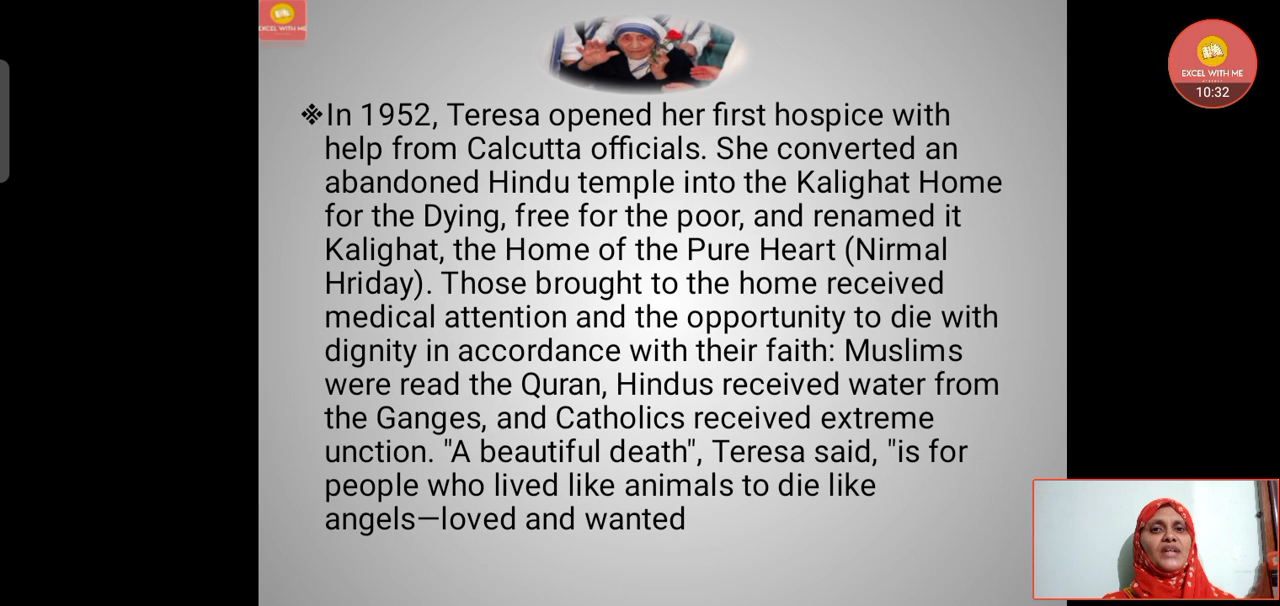 EXCEL WITH ME
❖In 1952, Teresa opened her first hospice with
help from Calcutta officials. She converted an
abandoned Hindu temple into the Kalighat Home
for the Dying, free for the poor, and renamed it
Kalighat, the Home of the Pure Heart (Nirmal
Hriday). Those brought to the home received
medical attention and the opportunity to die with
dignity in accordance with their faith: Muslims
were read the Quran, Hindus received water from
the Ganges, and Catholics received extreme
unction. "A beautiful death", Teresa said, "is for
people who lived like animals to die like
angels—loved and wanted
EXCEL WITH ME
10:32